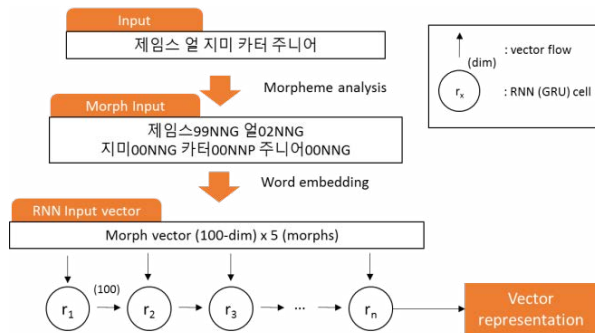 Input
제임스 얼 지미 카터 주니어
Morpheme analysis
Morph Input
제임스99NNG 얼02NNG
지미00NNG 카터00NNP 주니어00NNG
Word embedding
RNN Input vector
Morph vector (100-dim) x 5 (morphs)
r1
(100)
r2
r3
...
rn
Vector
representation
: vector flow
(dim)
rx
: RNN (GRU) cell